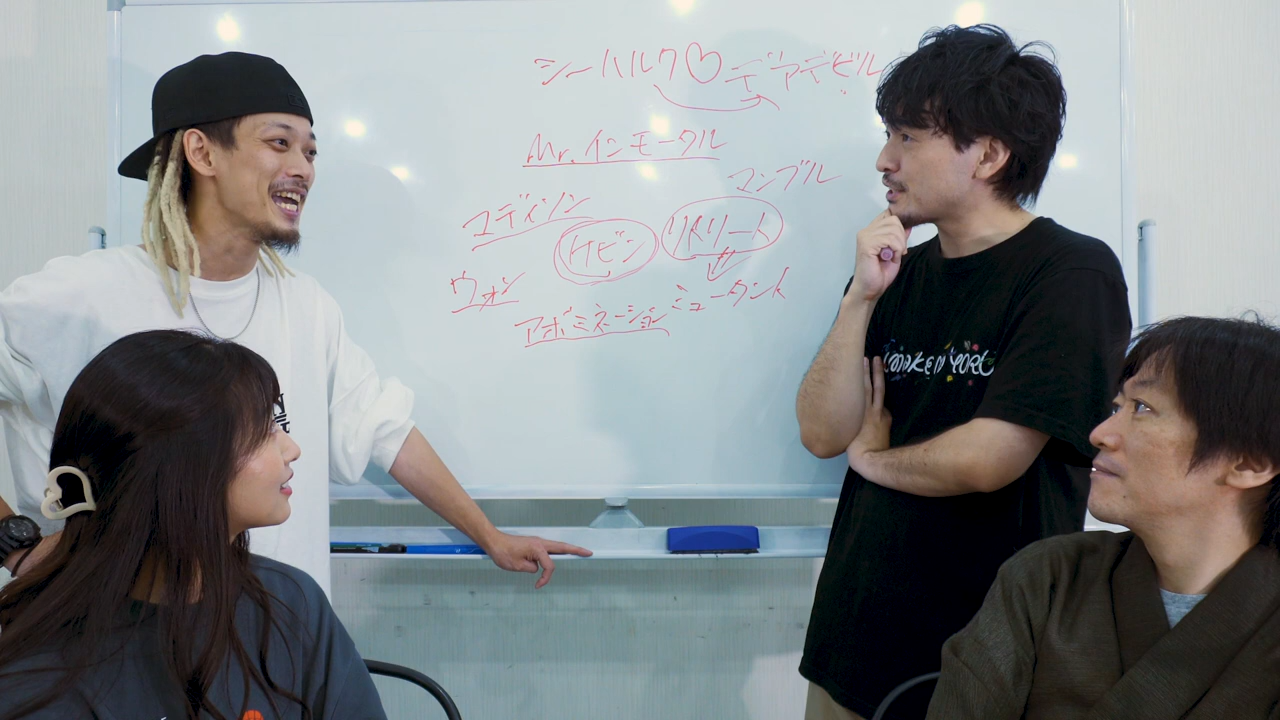 シーハルク♡デアデビル
Mr.インモータル
マンブル
マディソン
ケビン
リトリート
ウォン
アボミネーション
ミュータント